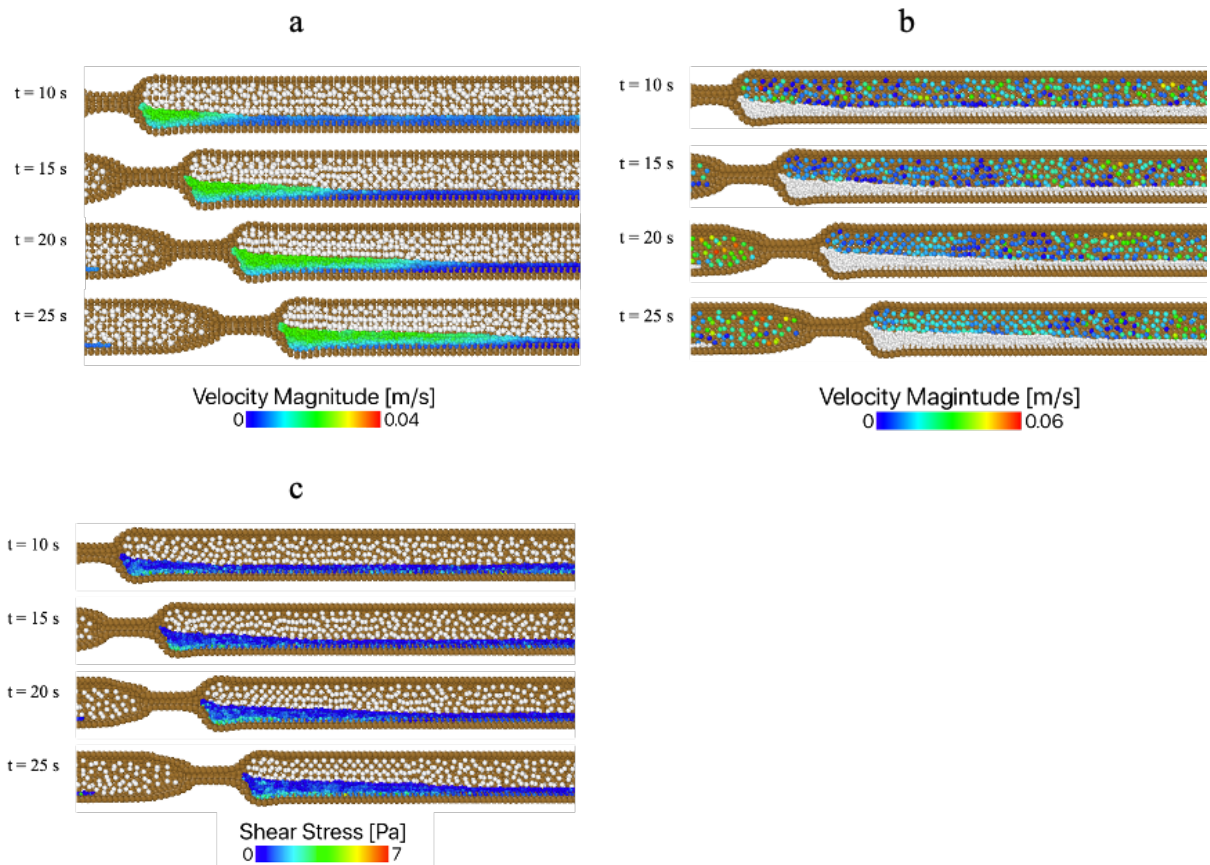 a
t = 10 s
t = 15 s
t = 20 s
t = 25 s
Velocity Magnitude [m/s]
0 0.04
b
t = 10 s
t = 15 s
t = 20 s
t = 25 s
Velocity Magintude [m/s]
0 0.06
c
t = 10 s
t = 15 s
t = 20 s
t = 25 s
Shear Stress [Pa]
0 7